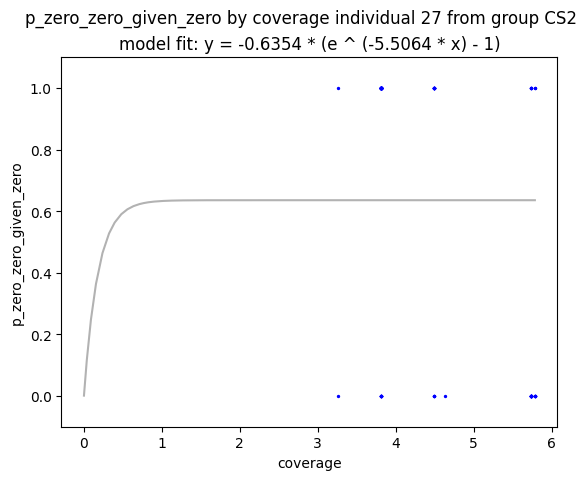 p_zero_zero_given_zero by coverage individual 27 from group CS2
model fit: y = -0.6354 * (e ^ (-5.5064 * x) - 1)
1.0
0.8
0.6
0.4
0.2
0.0
p_zero_zero_given_zero
0 1 2 3 4 5 6
coverage